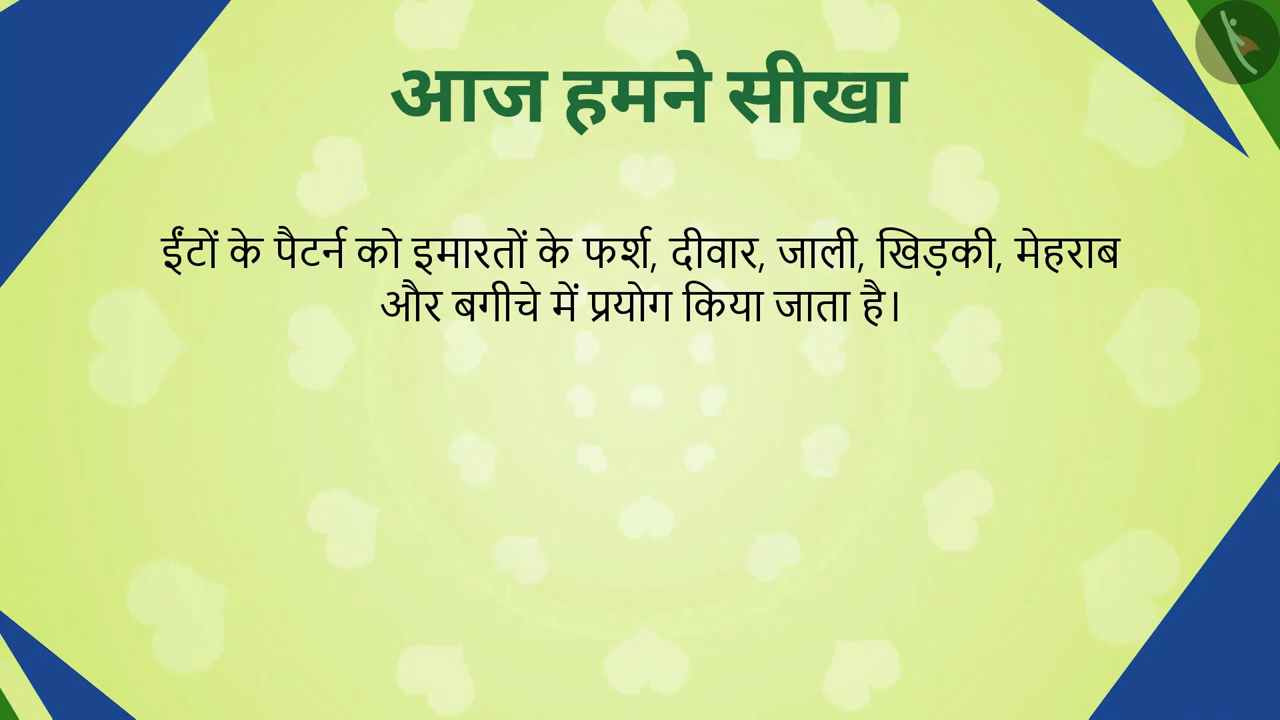 आज हमने सीखा
ईंटों के पैटर्न को इमारतों के फर्श, दीवार, जाली, खिड़की, मेहराब
और बगीचे में प्रयोग किया जाता है।